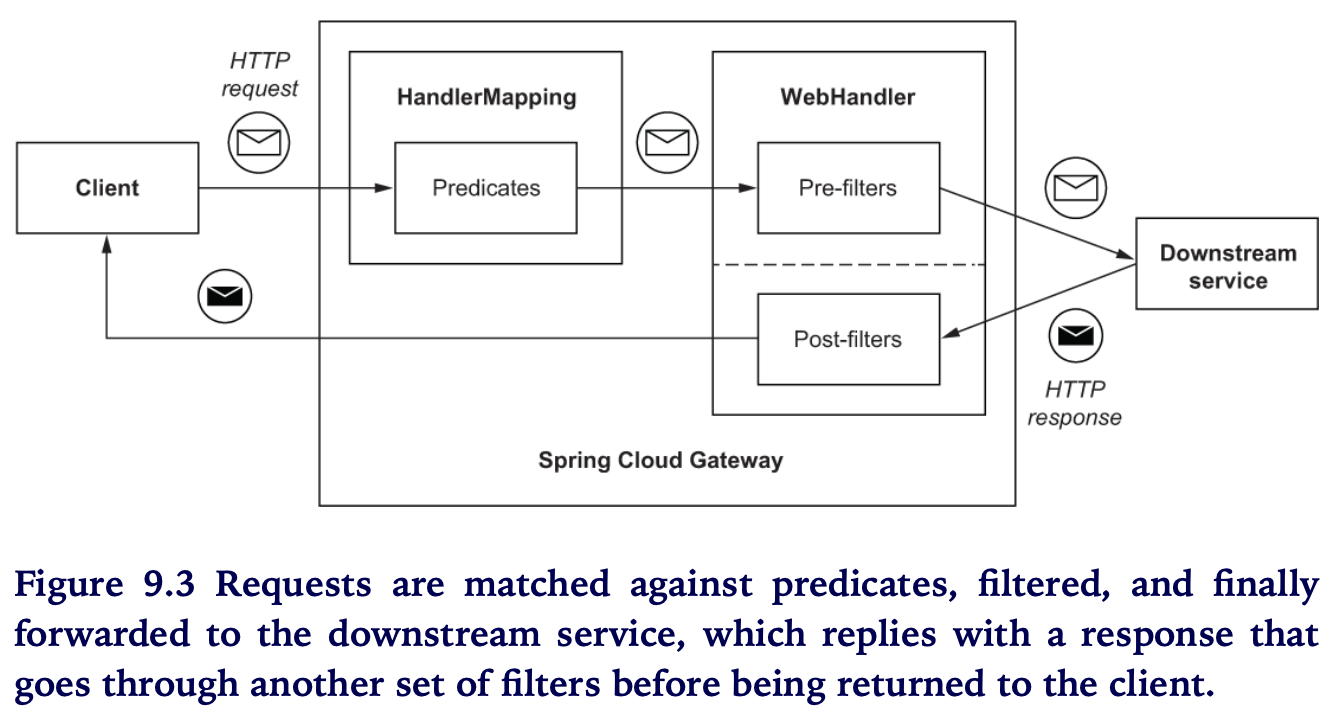 HTTP
request
HandlerMapping
WebHandler
Client
Predicates
Pre-filters
Downstream
service
Post-filters
HTTP
response
Spring Cloud Gateway
Figure 9.3 Requests are matched against predicates, filtered, and finally
forwarded to the downstream service, which replies with a response that
goes through another set of filters before being returned to the client.